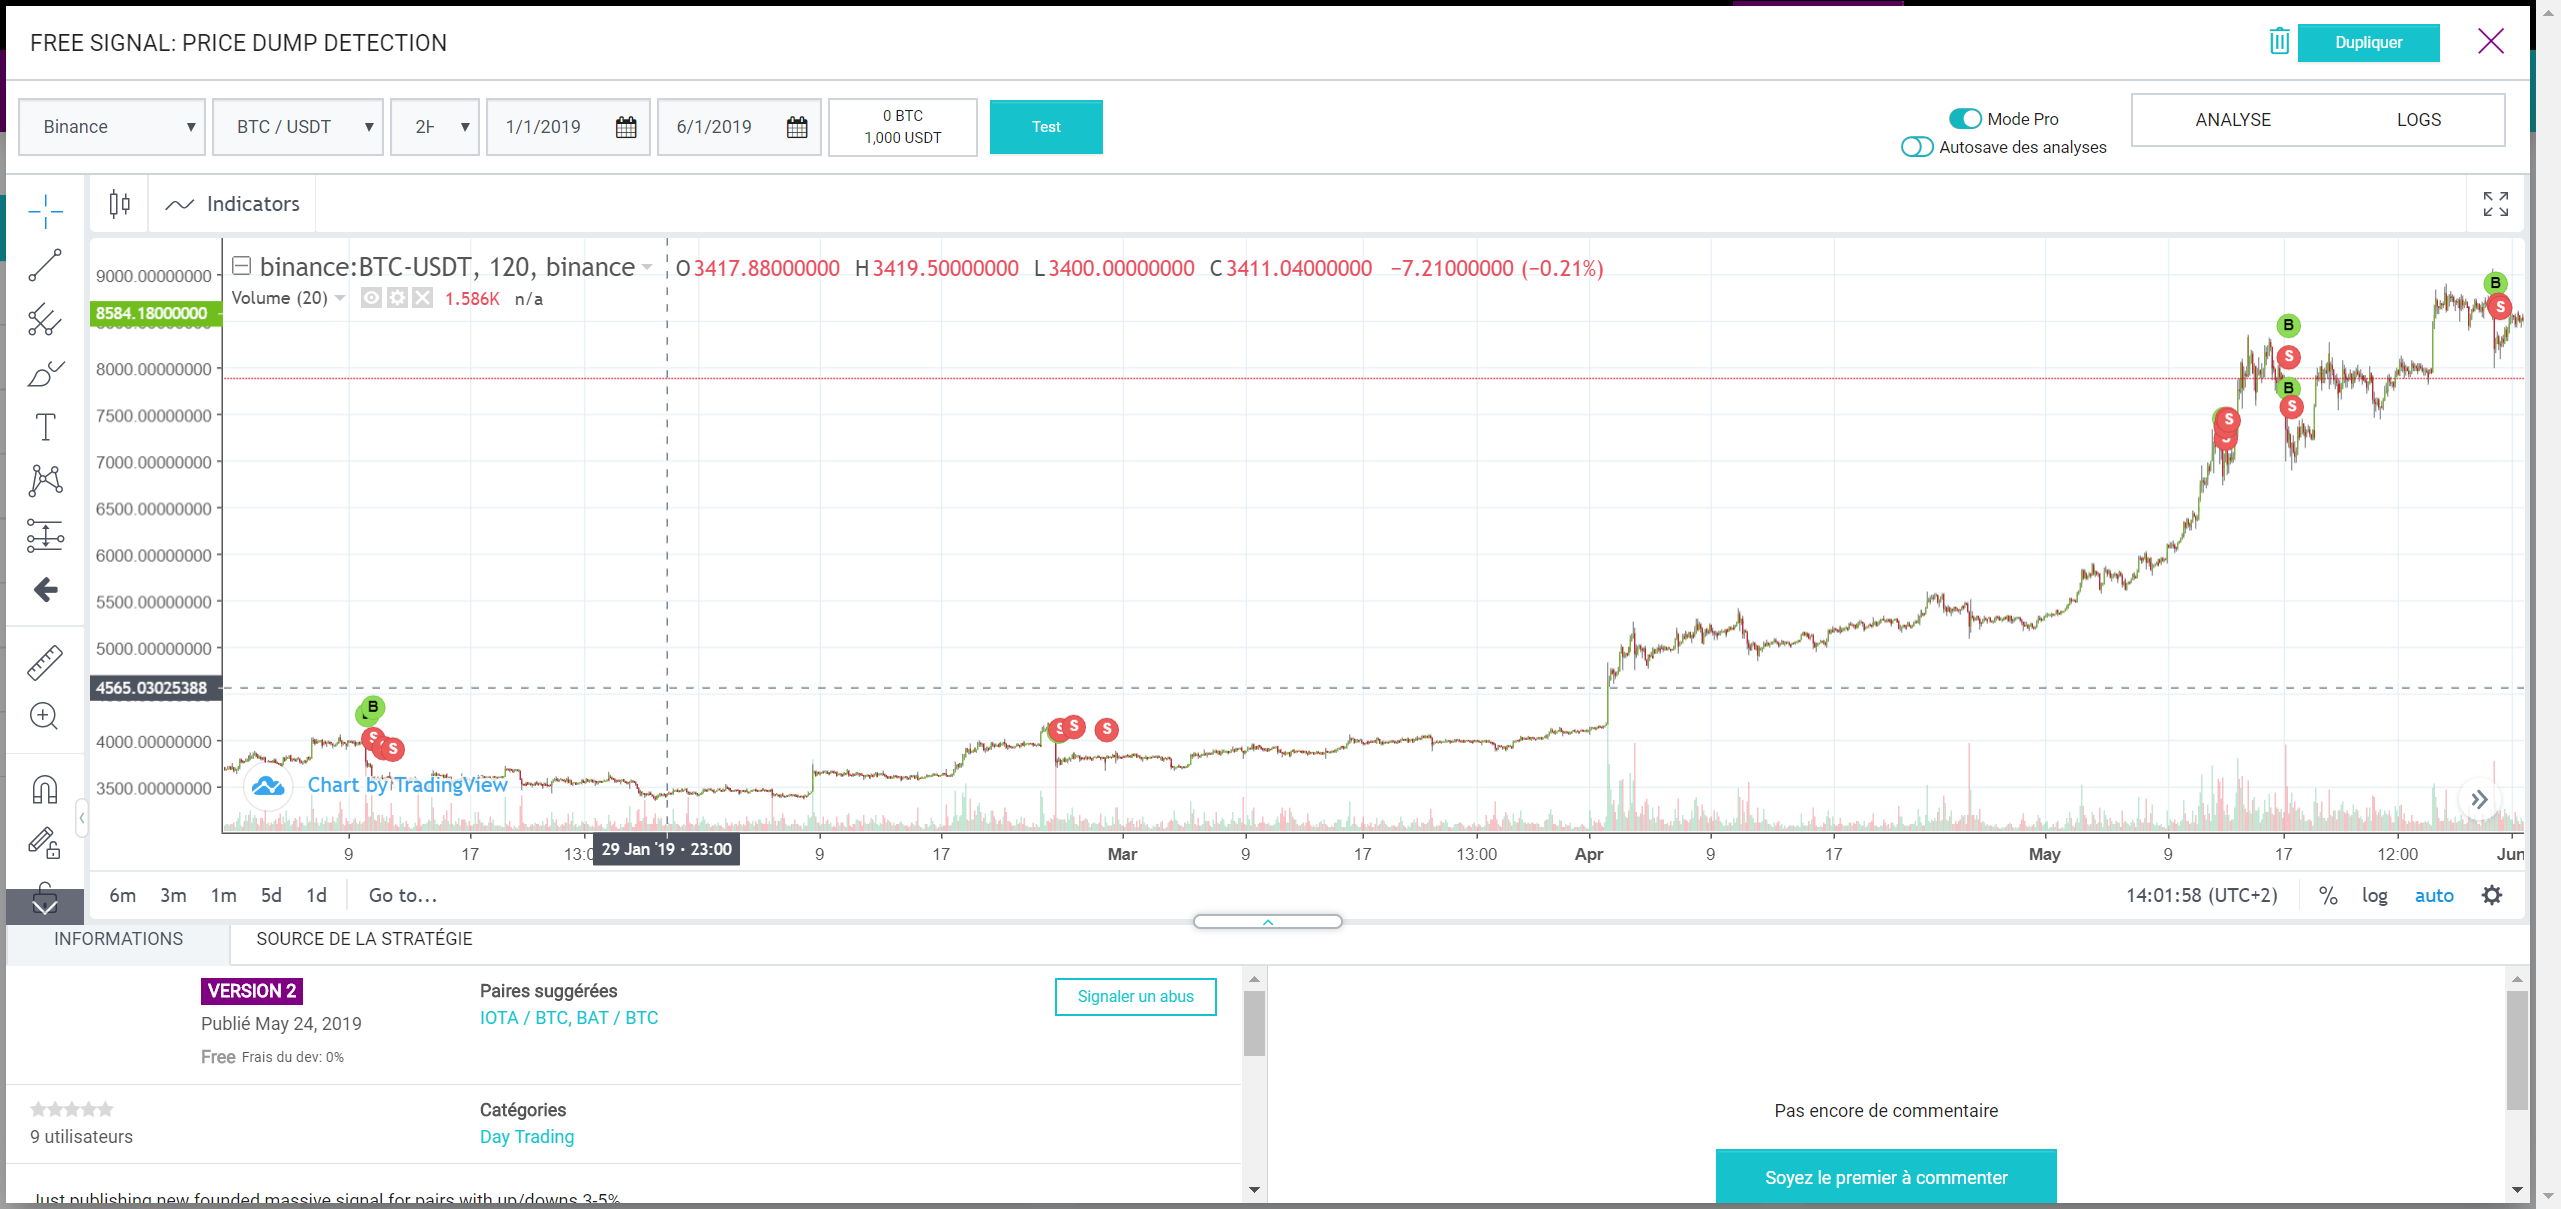 FREE SIGNAL: PRICE DUMP DETECTION
Dupliquer
Binance
BTC / USDT
1/1/2019
6/1/2019
0 BTC
1,000 USDT
Test
Mode Pro
Autosave des analyses
ANALYSE
LOGS
Indicators
binance:BTC-USDT, 120, binance
O 3417.88000000 H 3419.50000000 L 3400.00000000 C 3411.04000000 −7.21000000 (−0.21%)
Volume (20) 1.586K n/a
9000.00000000
8584.18000000
8000.00000000
7500.00000000
7000.00000000
6500.00000000
6000.00000000
5500.00000000
5000.00000000
4565.03025388
4000.00000000
3500.00000000
B
S
S
S
S
S
S
B
S
B
S
B
S
Chart by TradingView
9
17
29 Jan '19 · 23:00
9
17
Mar
9
17
13:00
Apr
9
17
May
9
17
12:00
Jun
6m
3m
1m
5d
1d
Go to...
14:01:58 (UTC+2)
%
log
auto
INFORMATIONS
SOURCE DE LA STRATÉGIE
VERSION 2
Publié May 24, 2019
Free Frais du dev: 0%
Paires suggérées
IOTA / BTC, BAT / BTC
Signaler un abus
9 utilisateurs
Catégories
Day Trading
Just publishing new founded massive signal for pairs with up/downs 3-5%
Pas encore de commentaire
Soyez le premier à commenter